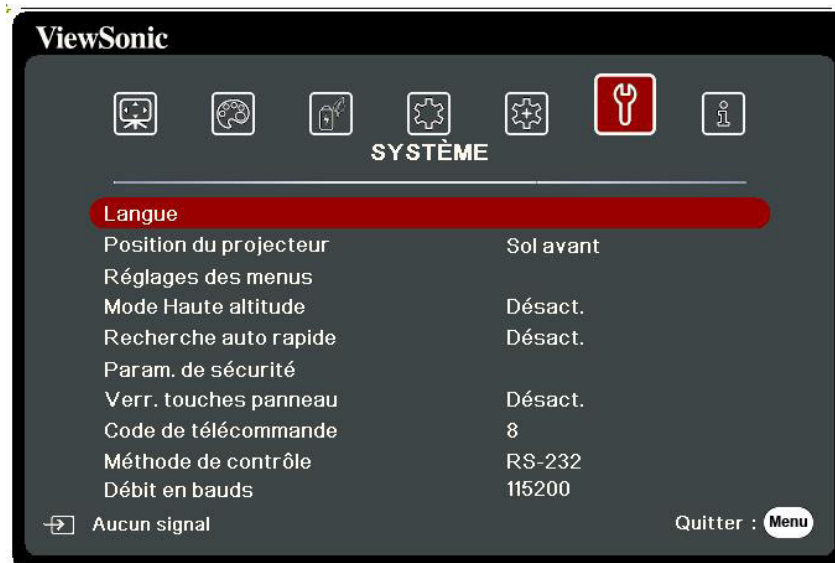 ViewSonic
SYSTÈME
Langue
Position du projecteur Sol avant
Réglages des menus
Mode Haute altitude Désact.
Recherche auto rapide Désact.
Param. de sécurité
Verr. touches panneau Désact.
Code de télécommande 8
Méthode de contrôle RS-232
Débit en bauds 115200
Aucun signal Quitter : Menu